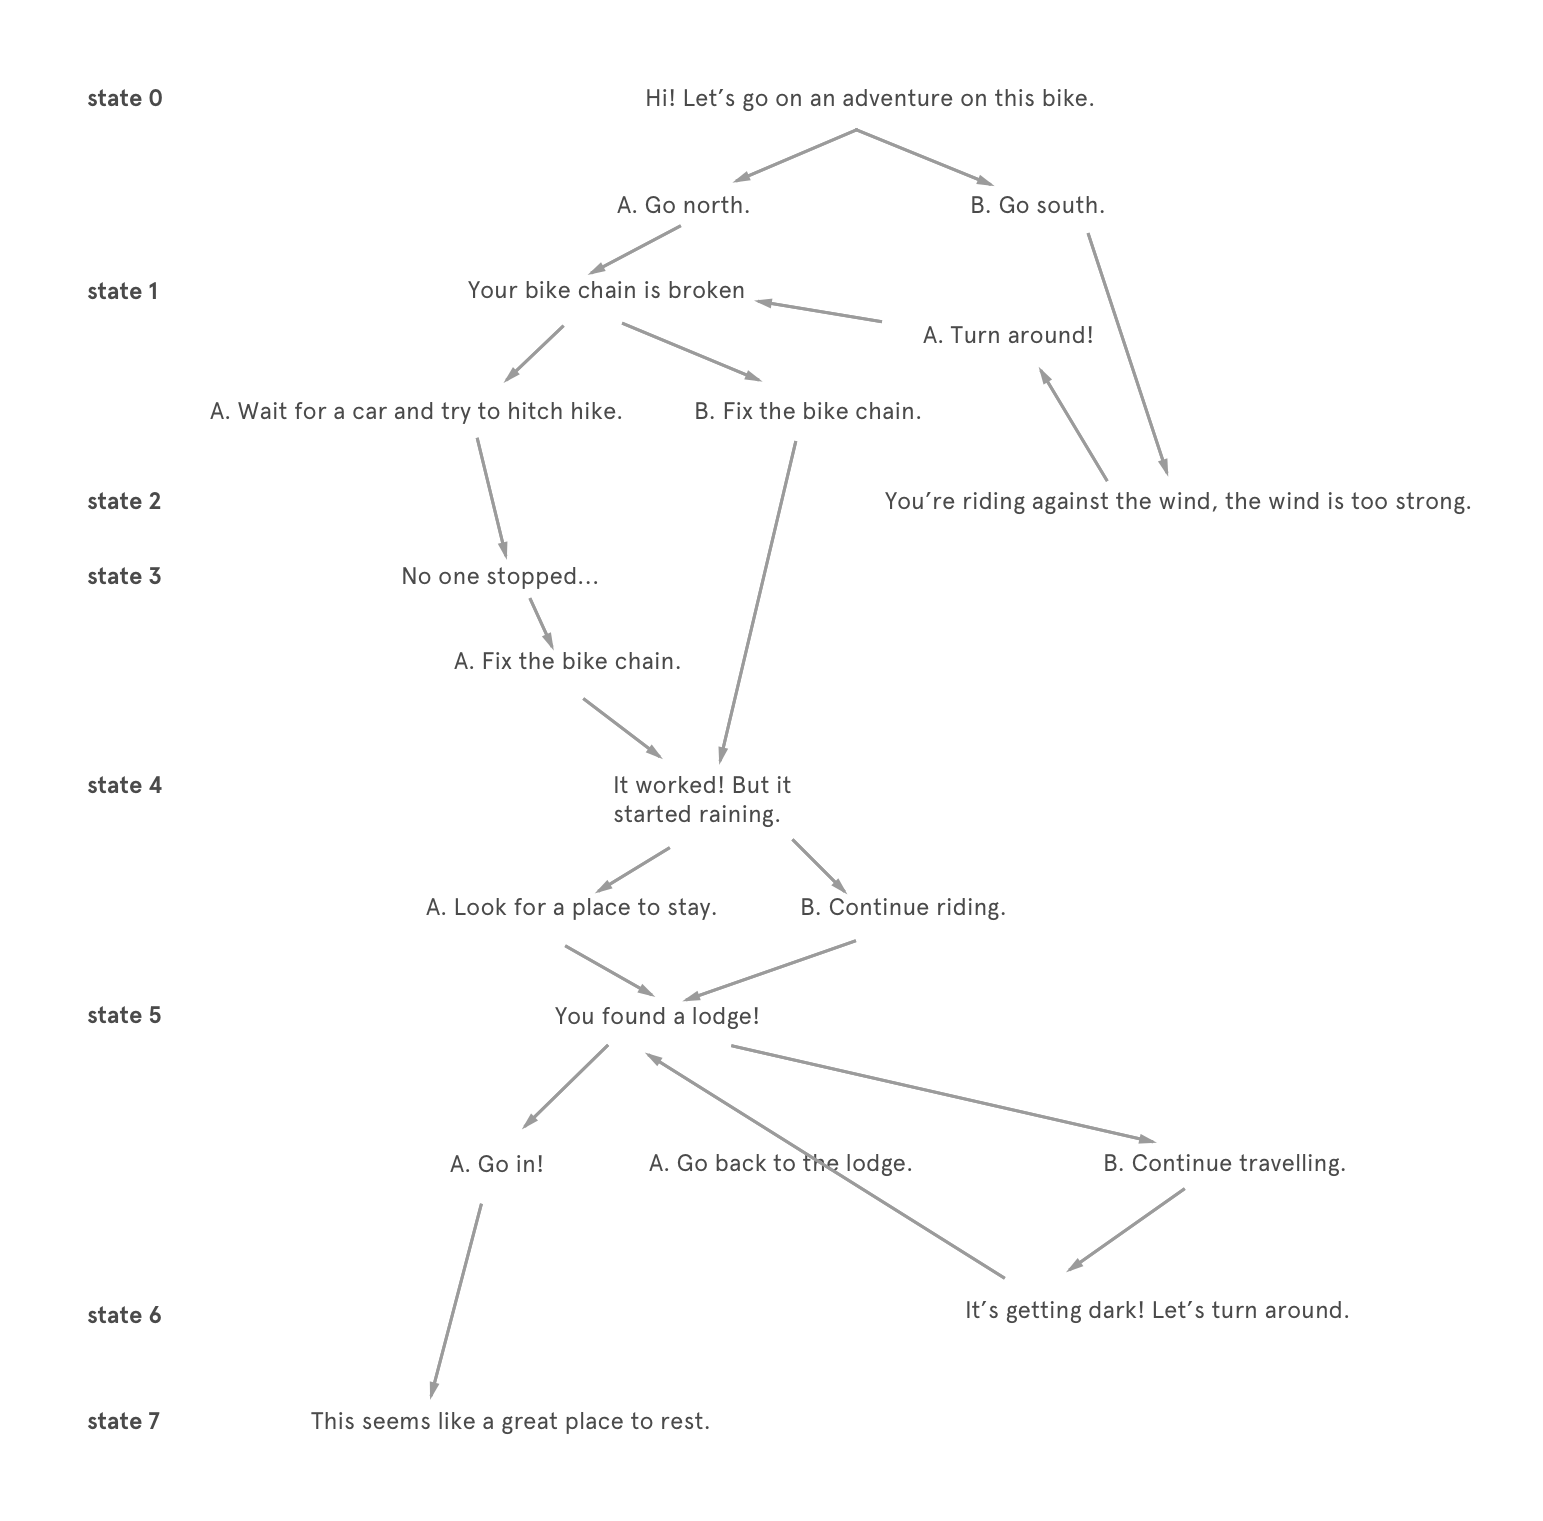 state 0
Hi! Let’s go on an adventure on this bike.
A. Go north.
B. Go south.
state 1
Your bike chain is broken
A. Turn around!
A. Wait for a car and try to hitch hike.
B. Fix the bike chain.
state 2
You’re riding against the wind, the wind is too strong.
state 3
No one stopped...
A. Fix the bike chain.
state 4
It worked! But it
started raining.
A. Look for a place to stay.
B. Continue riding.
state 5
You found a lodge!
A. Go in!
A. Go back to the lodge.
B. Continue travelling.
state 6
It’s getting dark! Let’s turn around.
state 7
This seems like a great place to rest.